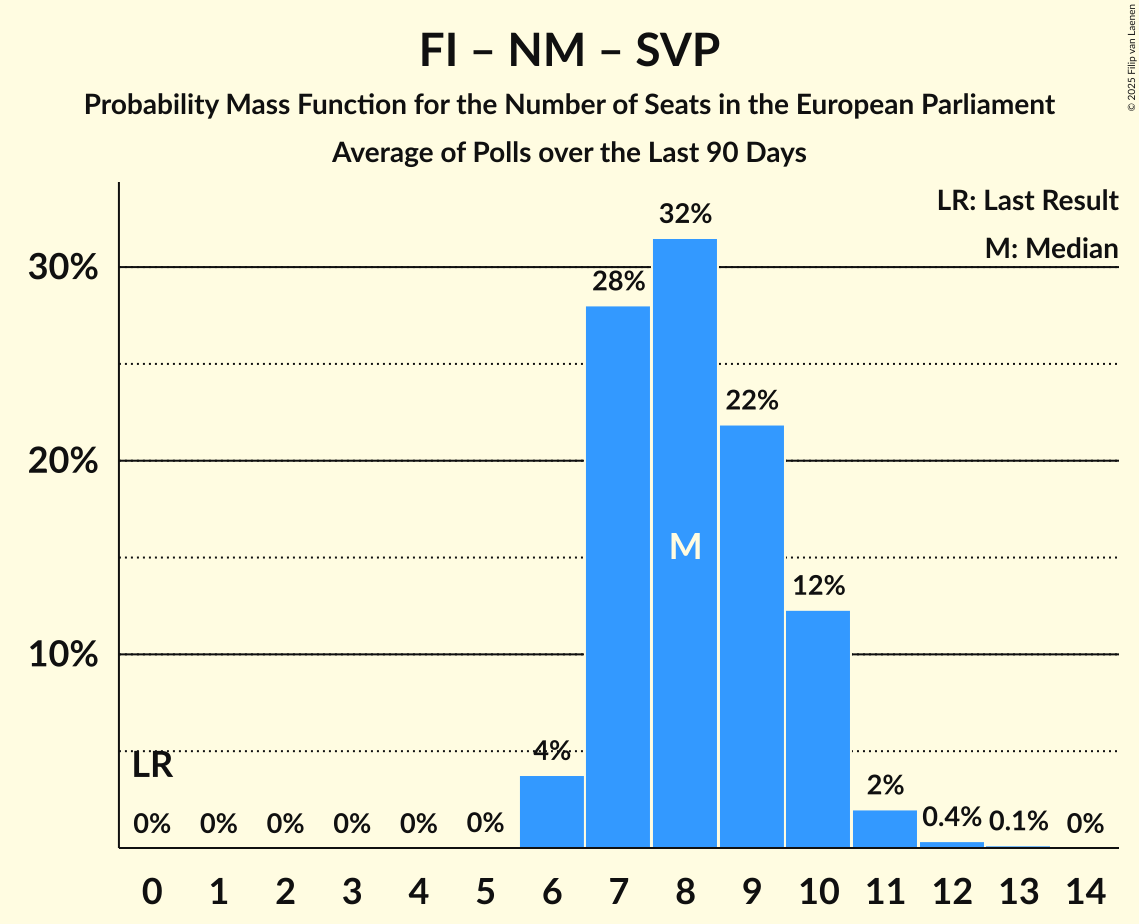 FI – NM – SVP
Probability Mass Function for the Number of Seats in the European Parliament
Average of Polls over the Last 90 Days
© 2025 Filip van Laenen
LR: Last Result
M: Median
30%
20%
10%
32%
28%
22%
M
12%
4%
LR
2%
0% 0% 0% 0% 0% 0% 0.4% 0.1% 0%
0 1 2 3 4 5 6 7 8 9 10 11 12 13 14